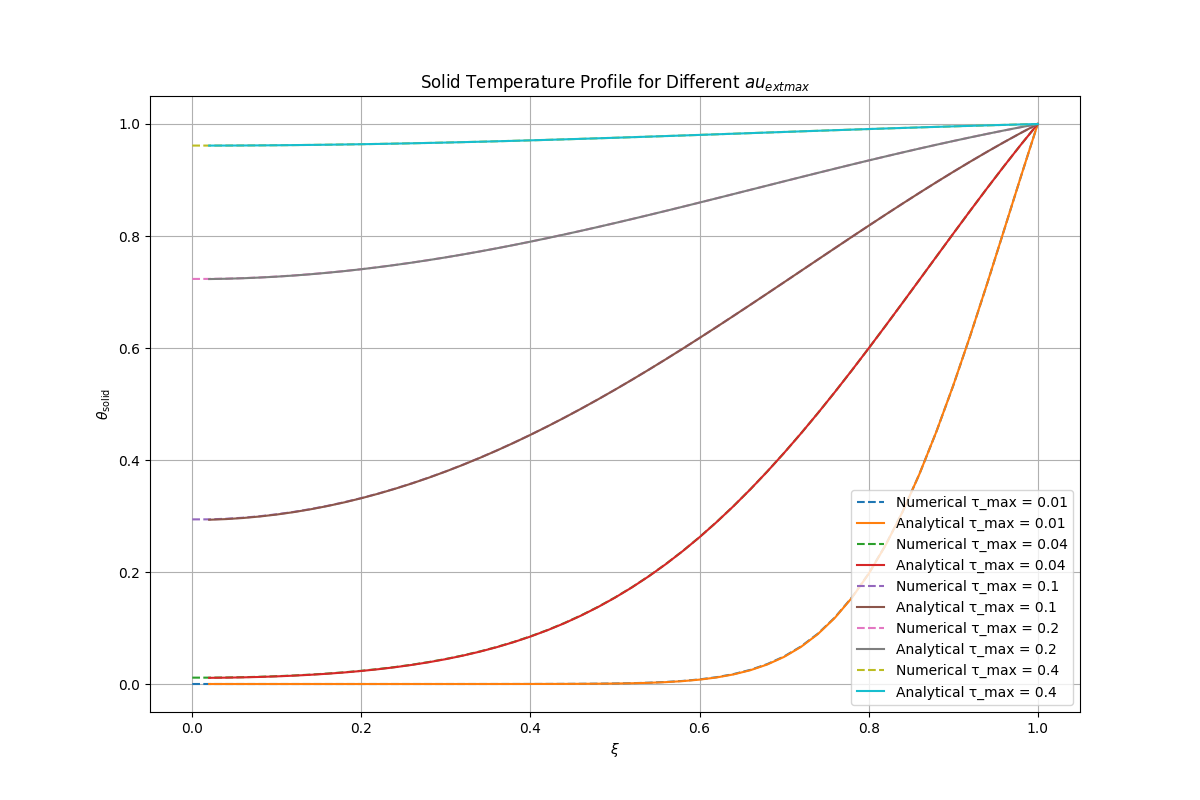 Solid Temperature Profile for Different au_{extmax}
1.0
0.8
0.6
0.4
0.2
0.0
θ_{solid}
0.0 0.2 0.4 0.6 0.8 1.0
ξ
Numerical τ_max = 0.01
Analytical τ_max = 0.01
Numerical τ_max = 0.04
Analytical τ_max = 0.04
Numerical τ_max = 0.1
Analytical τ_max = 0.1
Numerical τ_max = 0.2
Analytical τ_max = 0.2
Numerical τ_max = 0.4
Analytical τ_max = 0.4